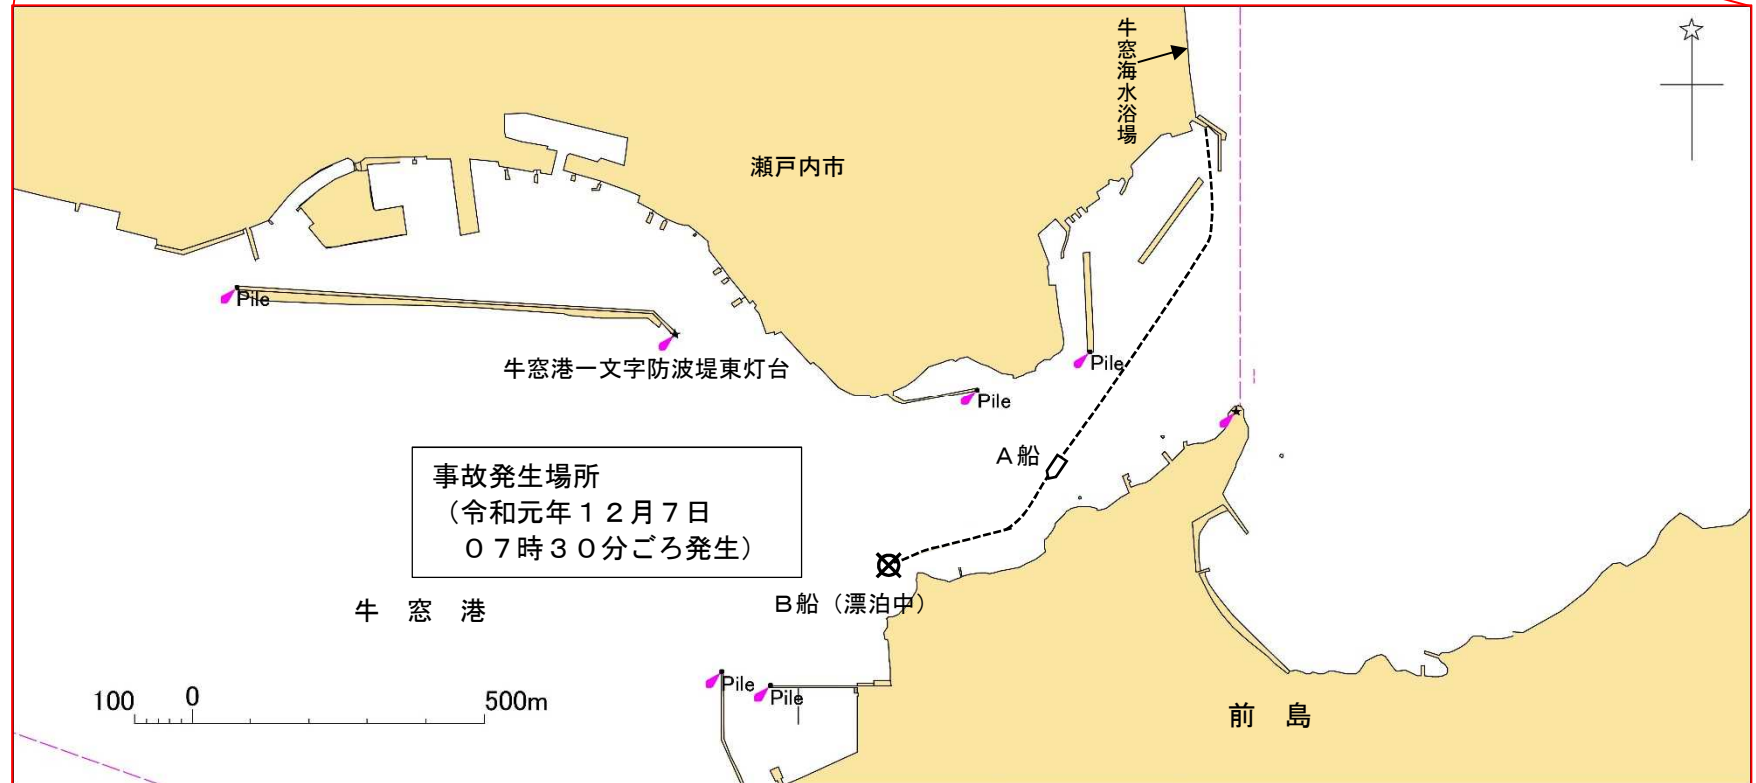 牛窓海水浴場
瀬戸内市
Pile
牛窓港一文字防波堤東灯台
Pile
Pile
A船
事故発生場所
（令和元年１２月７日
０７時３０分ごろ発生）
B船（漂泊中）
牛 窓 港
Pile
Pile
100 0 500m
前 島